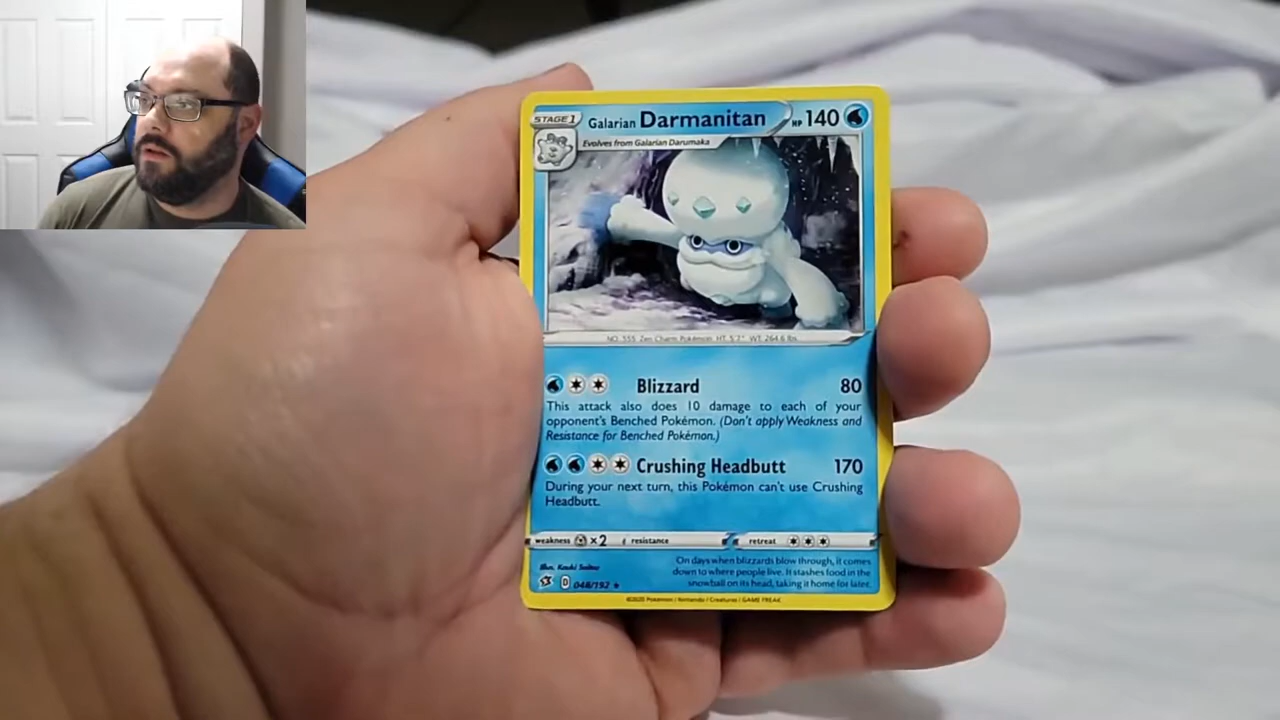 STAGE 1
Galarian Darmanitan HP 140
Evolves from Galarian Darumaka
NO. 555 Zen Charm Pokémon HT: 5'7" WT: 264.6 lbs.
Blizzard 80
This attack also does 10 damage to each of your
opponent's Benched Pokémon. (Don't apply Weakness and
Resistance for Benched Pokémon.)
Crushing Headbutt 170
During your next turn, this Pokémon can't use Crushing
Headbutt.
weakness ×2 resistance retreat
Illus. Kouki Saitou
On days when blizzards blow through, it comes
down to where people live. It stashes food in the
snowball on its head, taking it home for later.
D 048/192 ★
©2020 Pokémon / Nintendo / Creatures / GAME FREAK